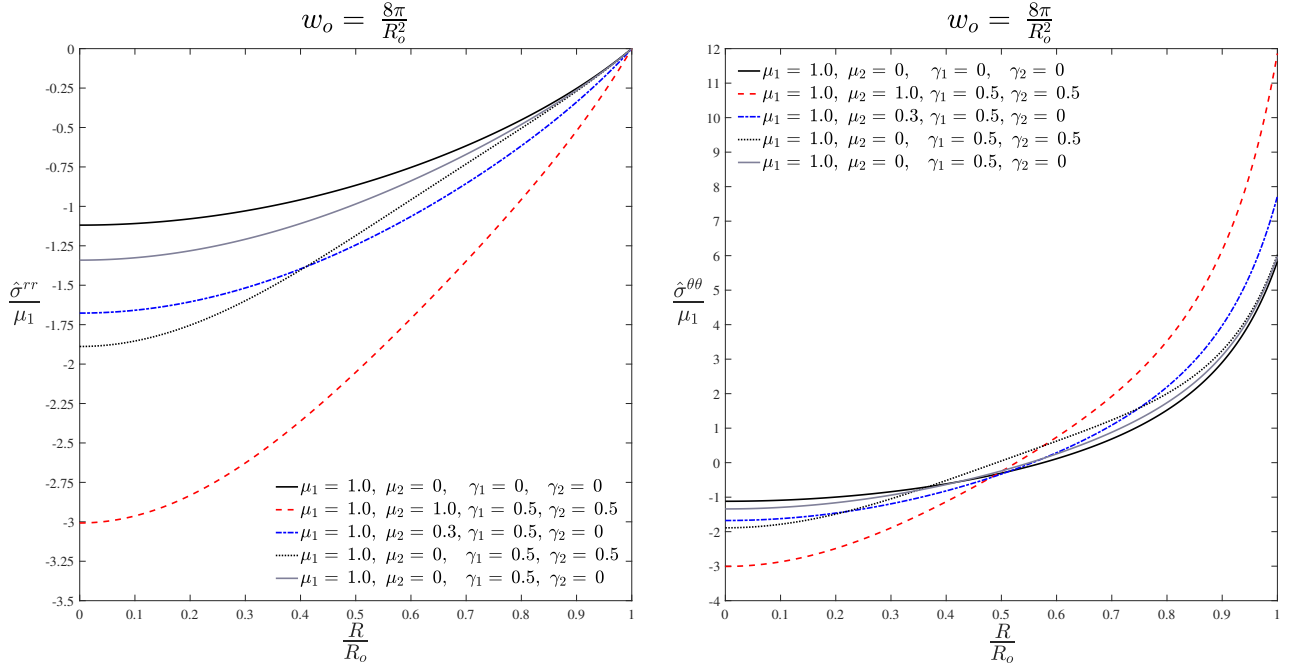 w_o = 8π/R_o^2
0
-0.25
-0.5
-0.75
-1
-1.25
-1.5
-1.75
-2
-2.25
-2.5
-2.75
-3
-3.25
-3.5
σ̂^{rr}/μ_1
μ_1 = 1.0, μ_2 = 0, γ_1 = 0, γ_2 = 0
μ_1 = 1.0, μ_2 = 1.0, γ_1 = 0.5, γ_2 = 0.5
μ_1 = 1.0, μ_2 = 0.3, γ_1 = 0.5, γ_2 = 0
μ_1 = 1.0, μ_2 = 0, γ_1 = 0.5, γ_2 = 0.5
μ_1 = 1.0, μ_2 = 0, γ_1 = 0.5, γ_2 = 0
0 0.1 0.2 0.3 0.4 0.5 0.6 0.7 0.8 0.9 1
R/R_o
w_o = 8π/R_o^2
12
11
10
9
8
7
6
5
4
3
2
1
0
-1
-2
-3
-4
σ̂^{θθ}/μ_1
μ_1 = 1.0, μ_2 = 0, γ_1 = 0, γ_2 = 0
μ_1 = 1.0, μ_2 = 1.0, γ_1 = 0.5, γ_2 = 0.5
μ_1 = 1.0, μ_2 = 0.3, γ_1 = 0.5, γ_2 = 0
μ_1 = 1.0, μ_2 = 0, γ_1 = 0.5, γ_2 = 0.5
μ_1 = 1.0, μ_2 = 0, γ_1 = 0.5, γ_2 = 0
0 0.1 0.2 0.3 0.4 0.5 0.6 0.7 0.8 0.9 1
R/R_o